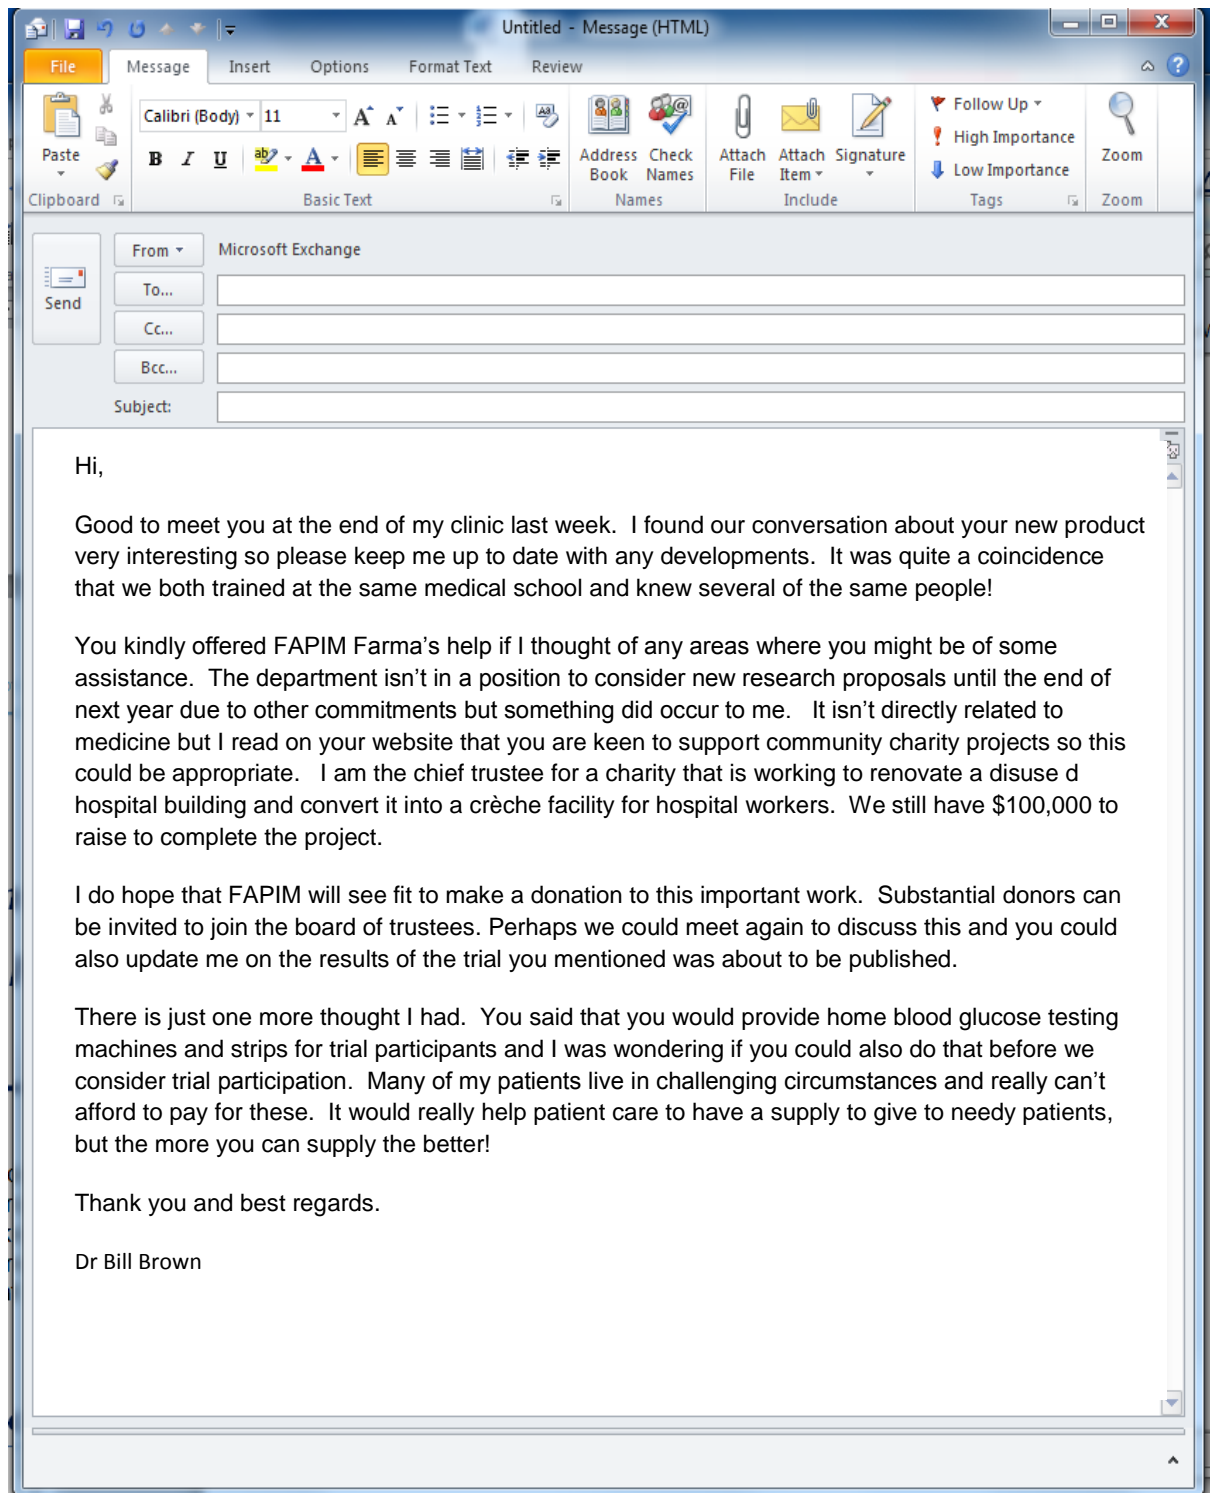 Untitled - Message (HTML)
File Message Insert Options Format Text Review
Calibri (Body) 11
Paste
Address Book
Check Names
Attach File
Attach Item
Signature
Follow Up
High Importance
Low Importance
Zoom
Clipboard Basic Text Names Include Tags Zoom
From Microsoft Exchange
Send
To...
Cc...
Bcc...
Subject:
Hi,
Good to meet you at the end of my clinic last week. I found our conversation about your new product
very interesting so please keep me up to date with any developments. It was quite a coincidence
that we both trained at the same medical school and knew several of the same people!
You kindly offered FAPIM Farma's help if I thought of any areas where you might be of some
assistance. The department isn't in a position to consider new research proposals until the end of
next year due to other commitments but something did occur to me. It isn't directly related to
medicine but I read on your website that you are keen to support community charity projects so this
could be appropriate. I am the chief trustee for a charity that is working to renovate a disuse d
hospital building and convert it into a crèche facility for hospital workers. We still have $100,000 to
raise to complete the project.
I do hope that FAPIM will see fit to make a donation to this important work. Substantial donors can
be invited to join the board of trustees. Perhaps we could meet again to discuss this and you could
also update me on the results of the trial you mentioned was about to be published.
There is just one more thought I had. You said that you would provide home blood glucose testing
machines and strips for trial participants and I was wondering if you could also do that before we
consider trial participation. Many of my patients live in challenging circumstances and really can't
afford to pay for these. It would really help patient care to have a supply to give to needy patients,
but the more you can supply the better!
Thank you and best regards.
Dr Bill Brown